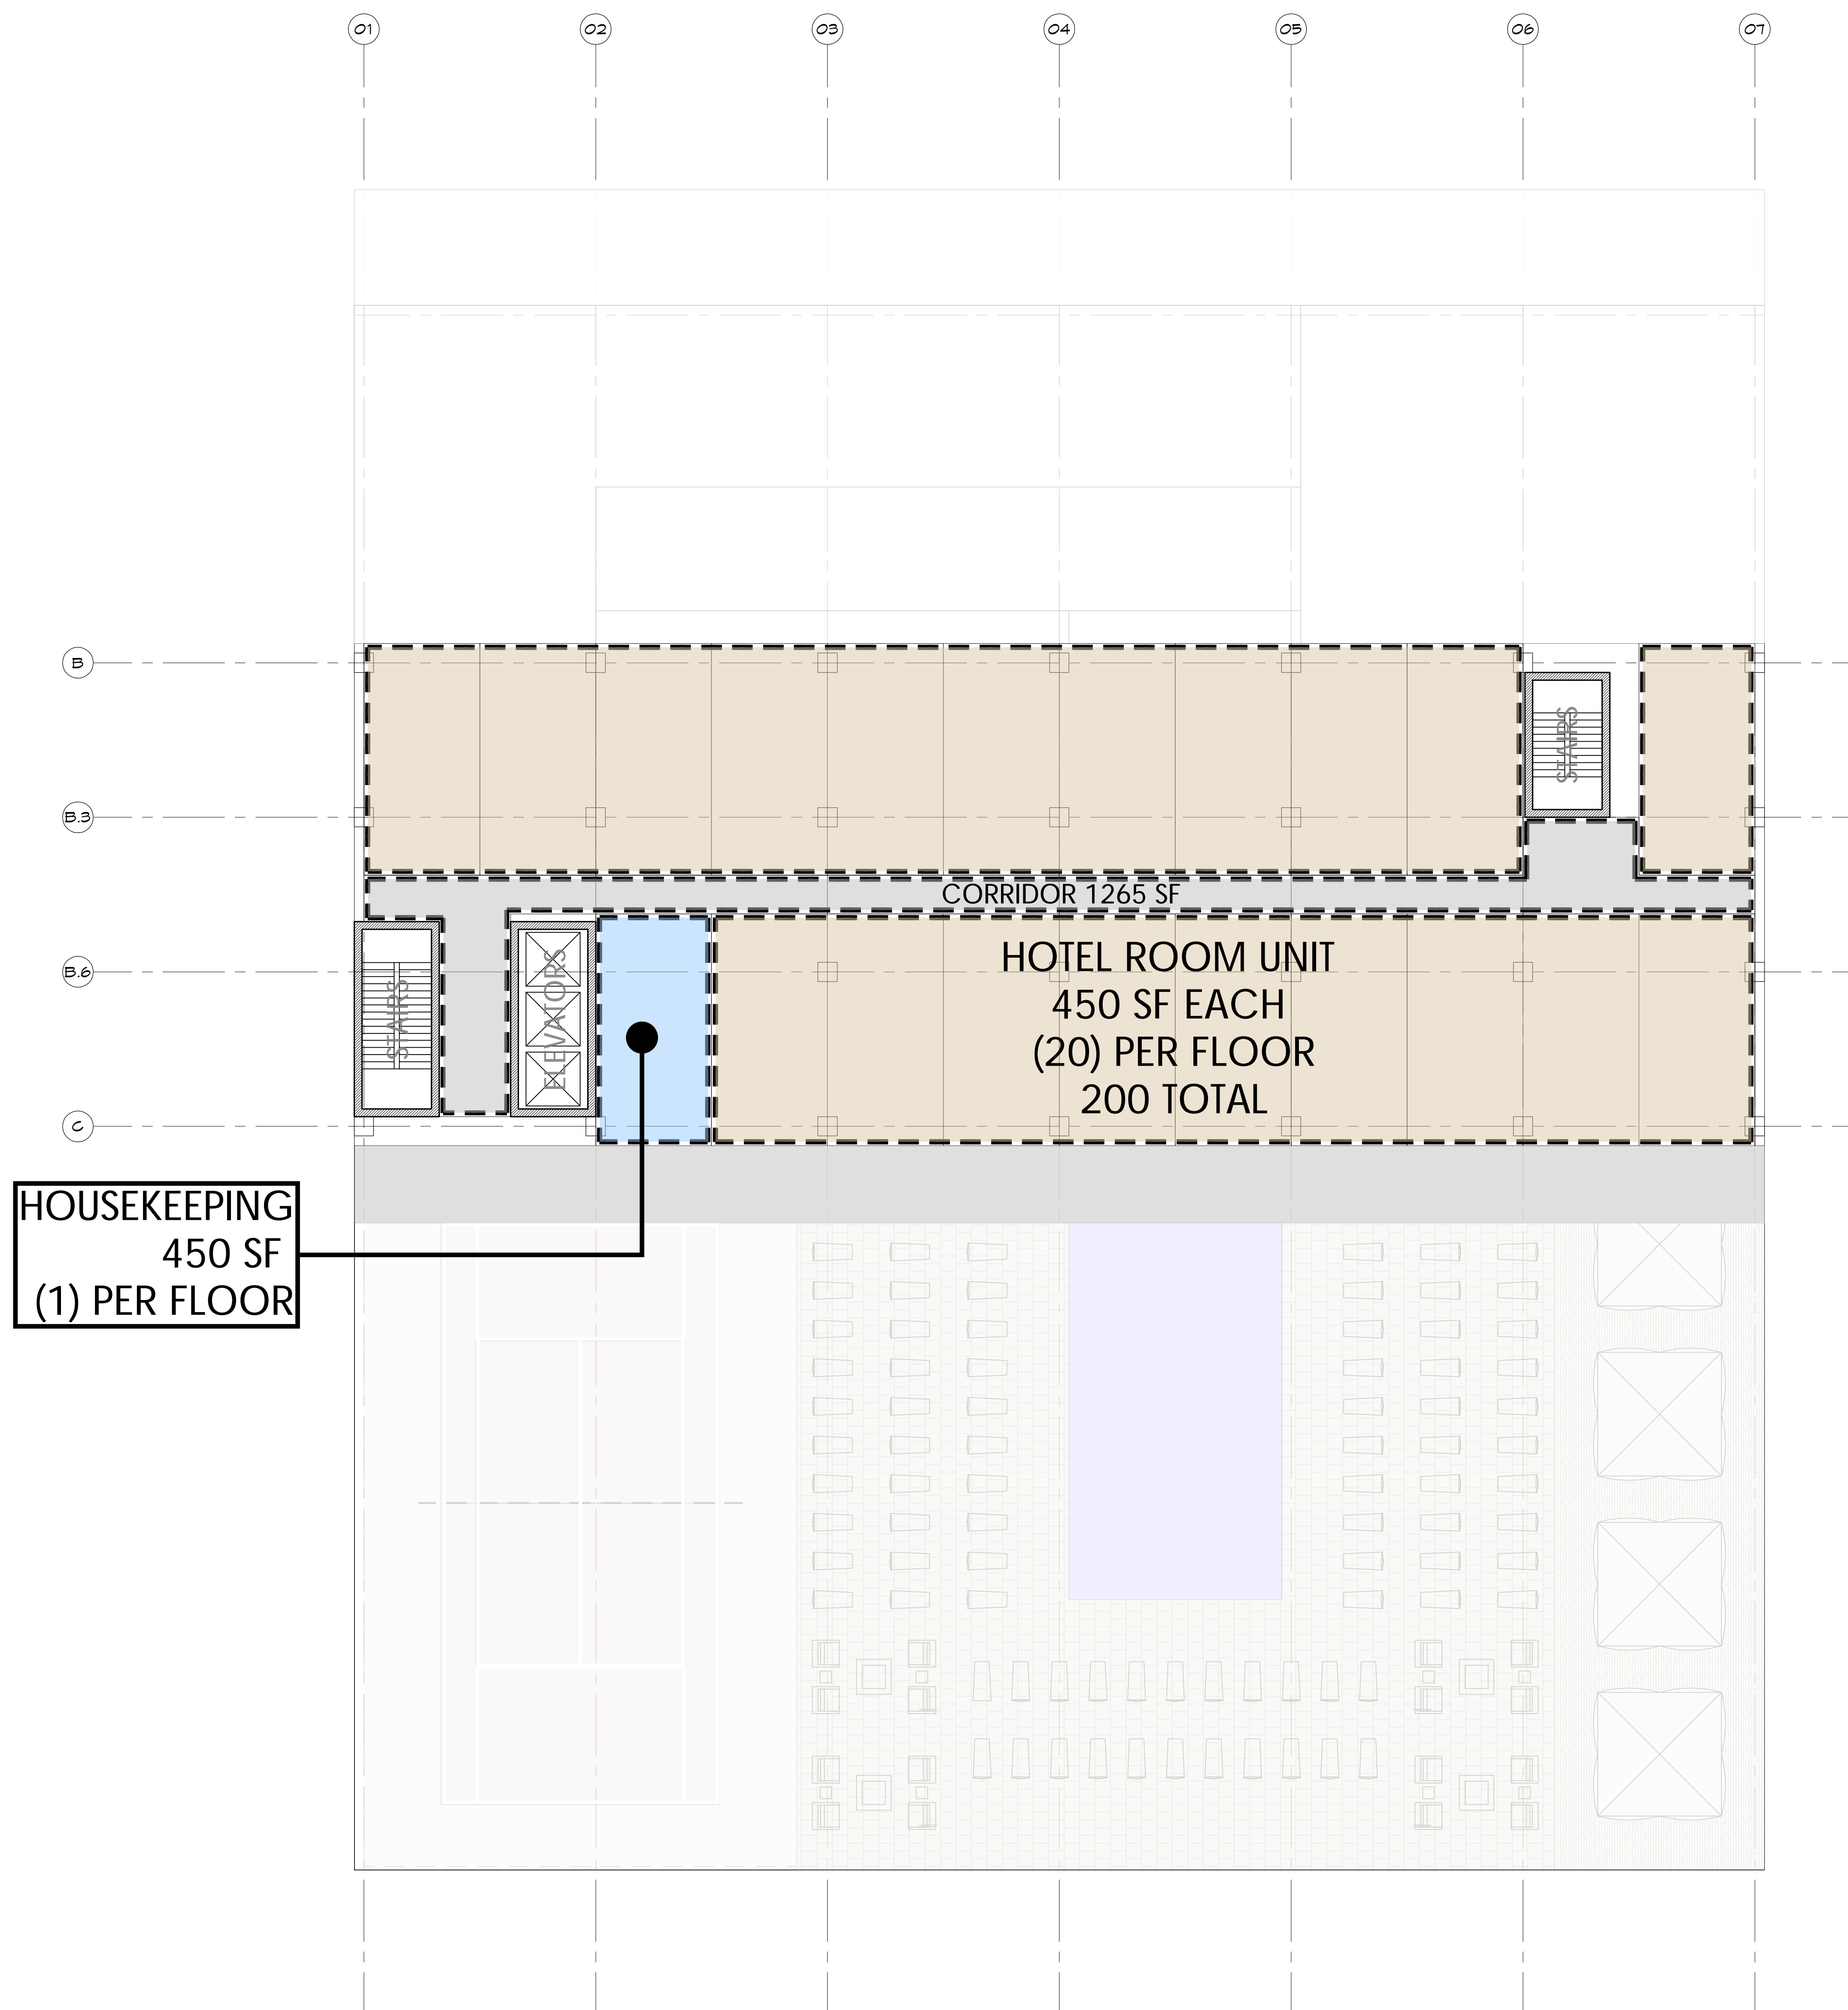 01
02
03
04
05
06
07
B
STAIRS
B.3
CORRIDOR 1265 SF
HOTEL ROOM UNIT
450 SF EACH
(20) PER FLOOR
200 TOTAL
B.6
STAIRS
ELEVATORS
C
HOUSEKEEPING
450 SF
(1) PER FLOOR